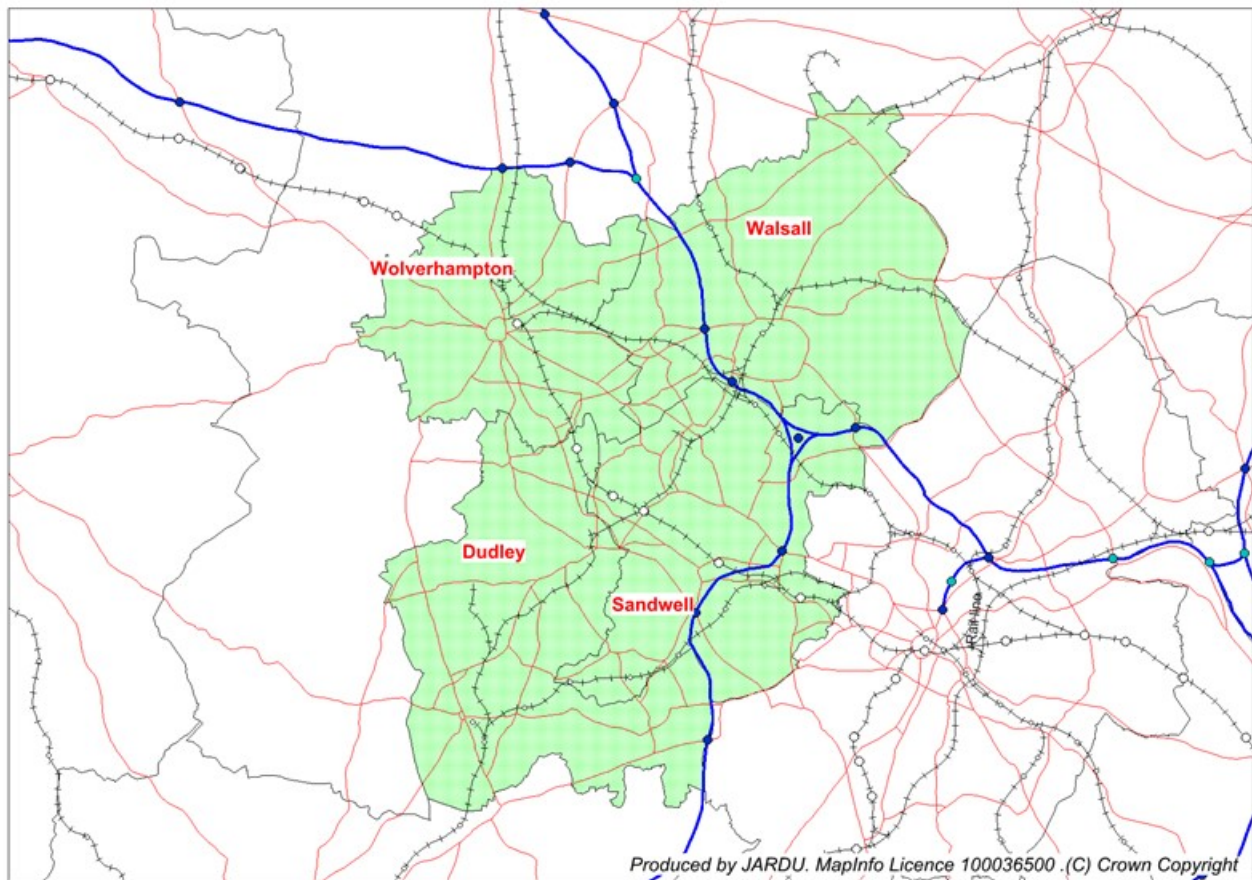 Walsall
Wolverhampton
Dudley
Sandwell
Rail line
Produced by JARDU. MapInfo Licence 100036500 .(C) Crown Copyright